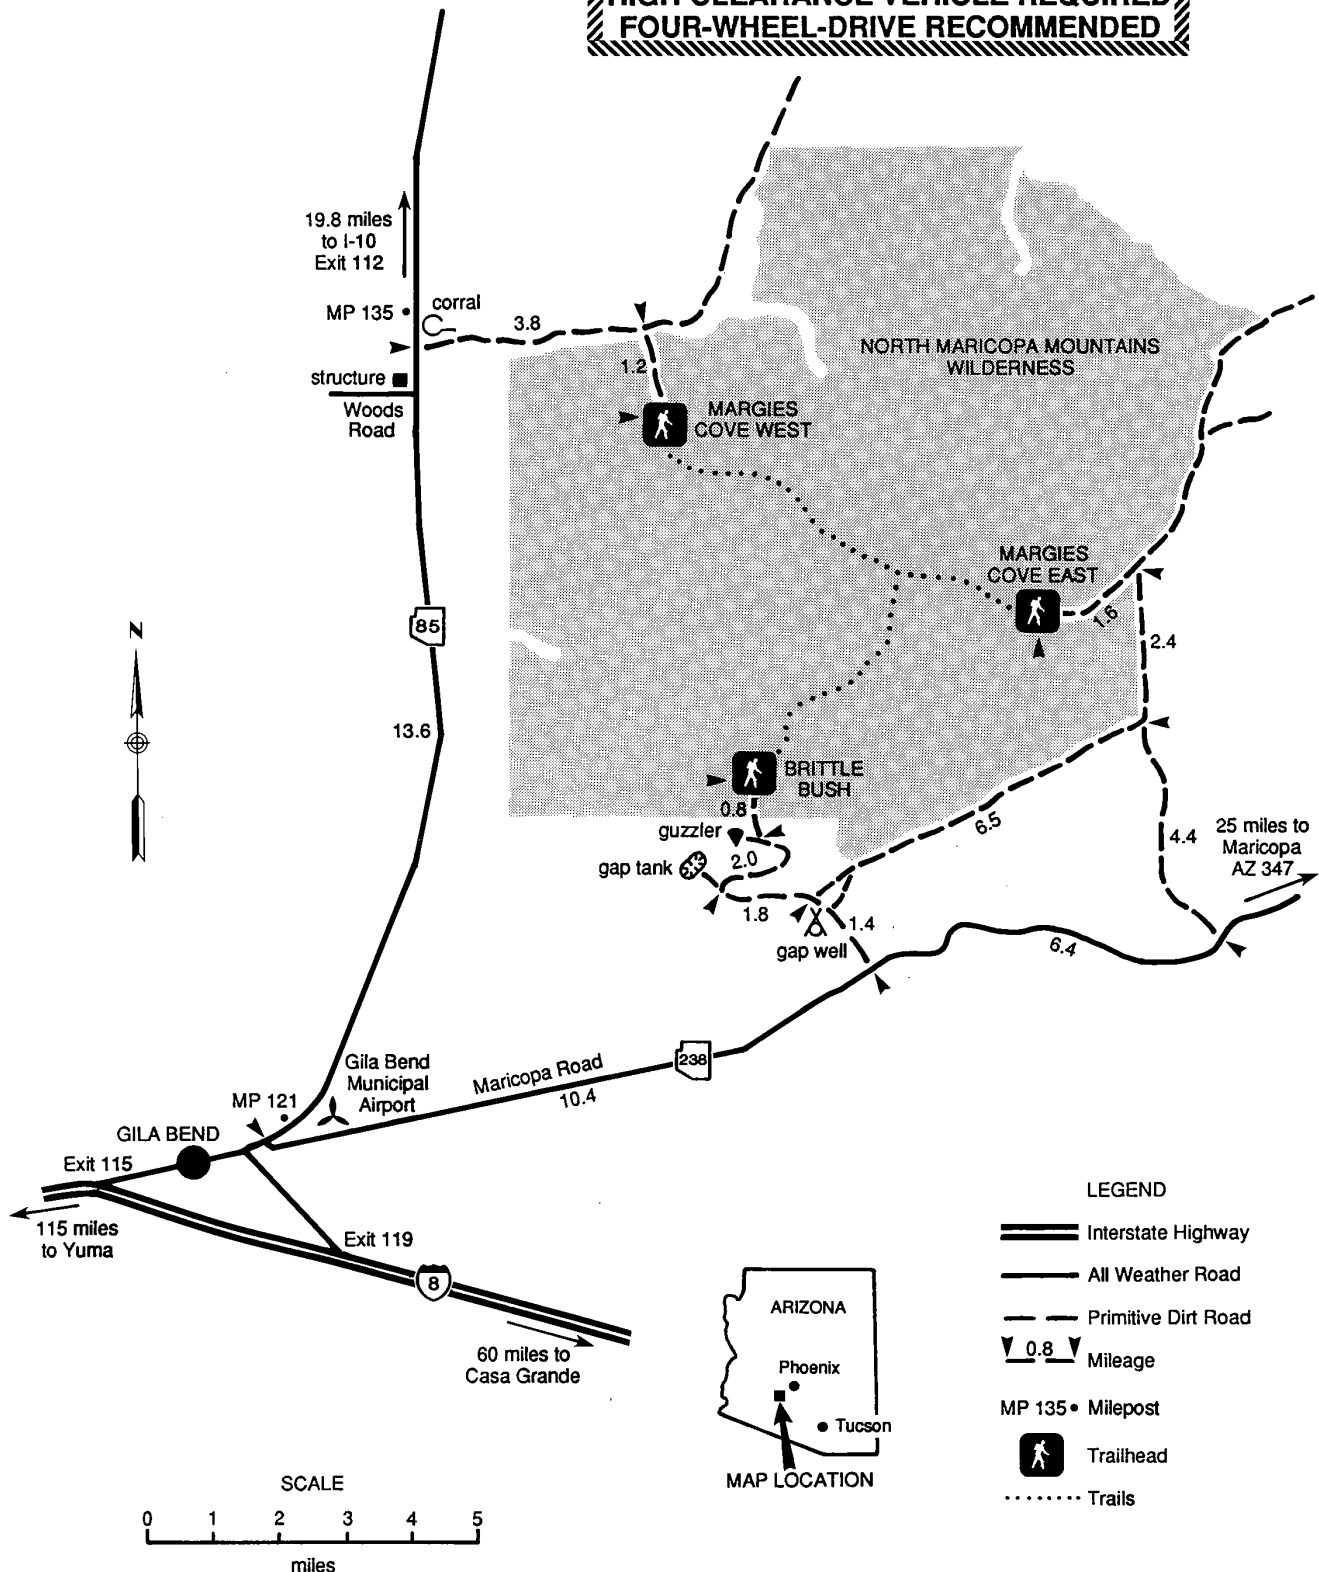 HIGH CLEARANCE VEHICLE REQUIRED
FOUR-WHEEL-DRIVE RECOMMENDED
19.8 miles
to I-10
Exit 112
MP 135
corral
3.8
structure
Woods
Road
1.2
MARGIES
COVE WEST
NORTH MARICOPA MOUNTAINS
WILDERNESS
MARGIES
COVE EAST
1.6
2.4
85
N
13.6
BRITTLE
BUSH
0.8
guzzler
gap tank
2.0
1.8
gap well
1.4
6.5
4.4
25 miles to
Maricopa
AZ 347
6.4
238
Maricopa Road
10.4
Gila Bend
Municipal
Airport
MP 121
GILA BEND
Exit 115
115 miles
to Yuma
Exit 119
8
60 miles to
Casa Grande
ARIZONA
Phoenix
Tucson
MAP LOCATION
LEGEND
Interstate Highway
All Weather Road
Primitive Dirt Road
0.8 Mileage
MP 135 Milepost
Trailhead
Trails
SCALE
0 1 2 3 4 5
miles